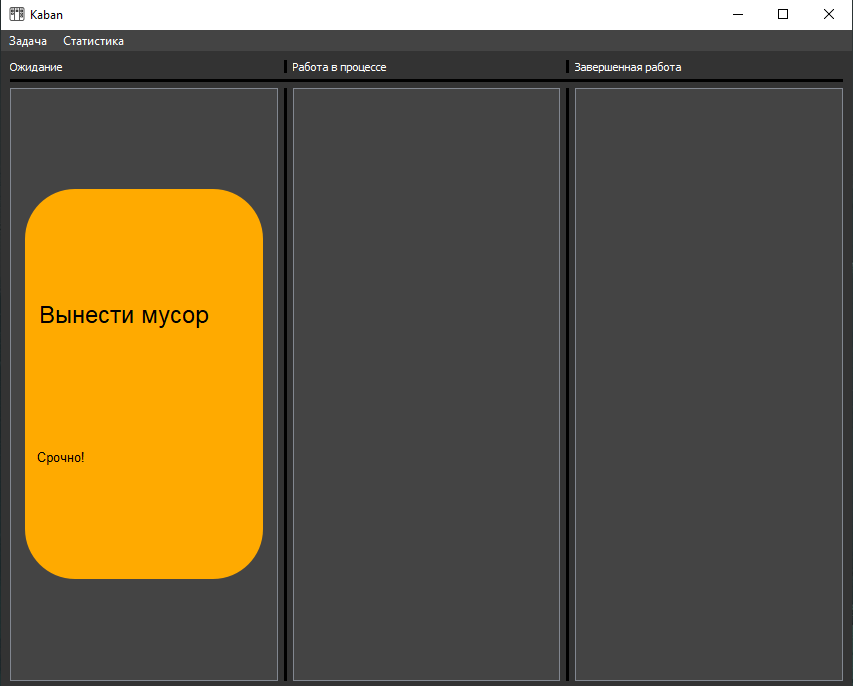 Kaban
Задача Статистика
Ожидание
Работа в процессе
Завершенная работа
Вынести мусор
Срочно!